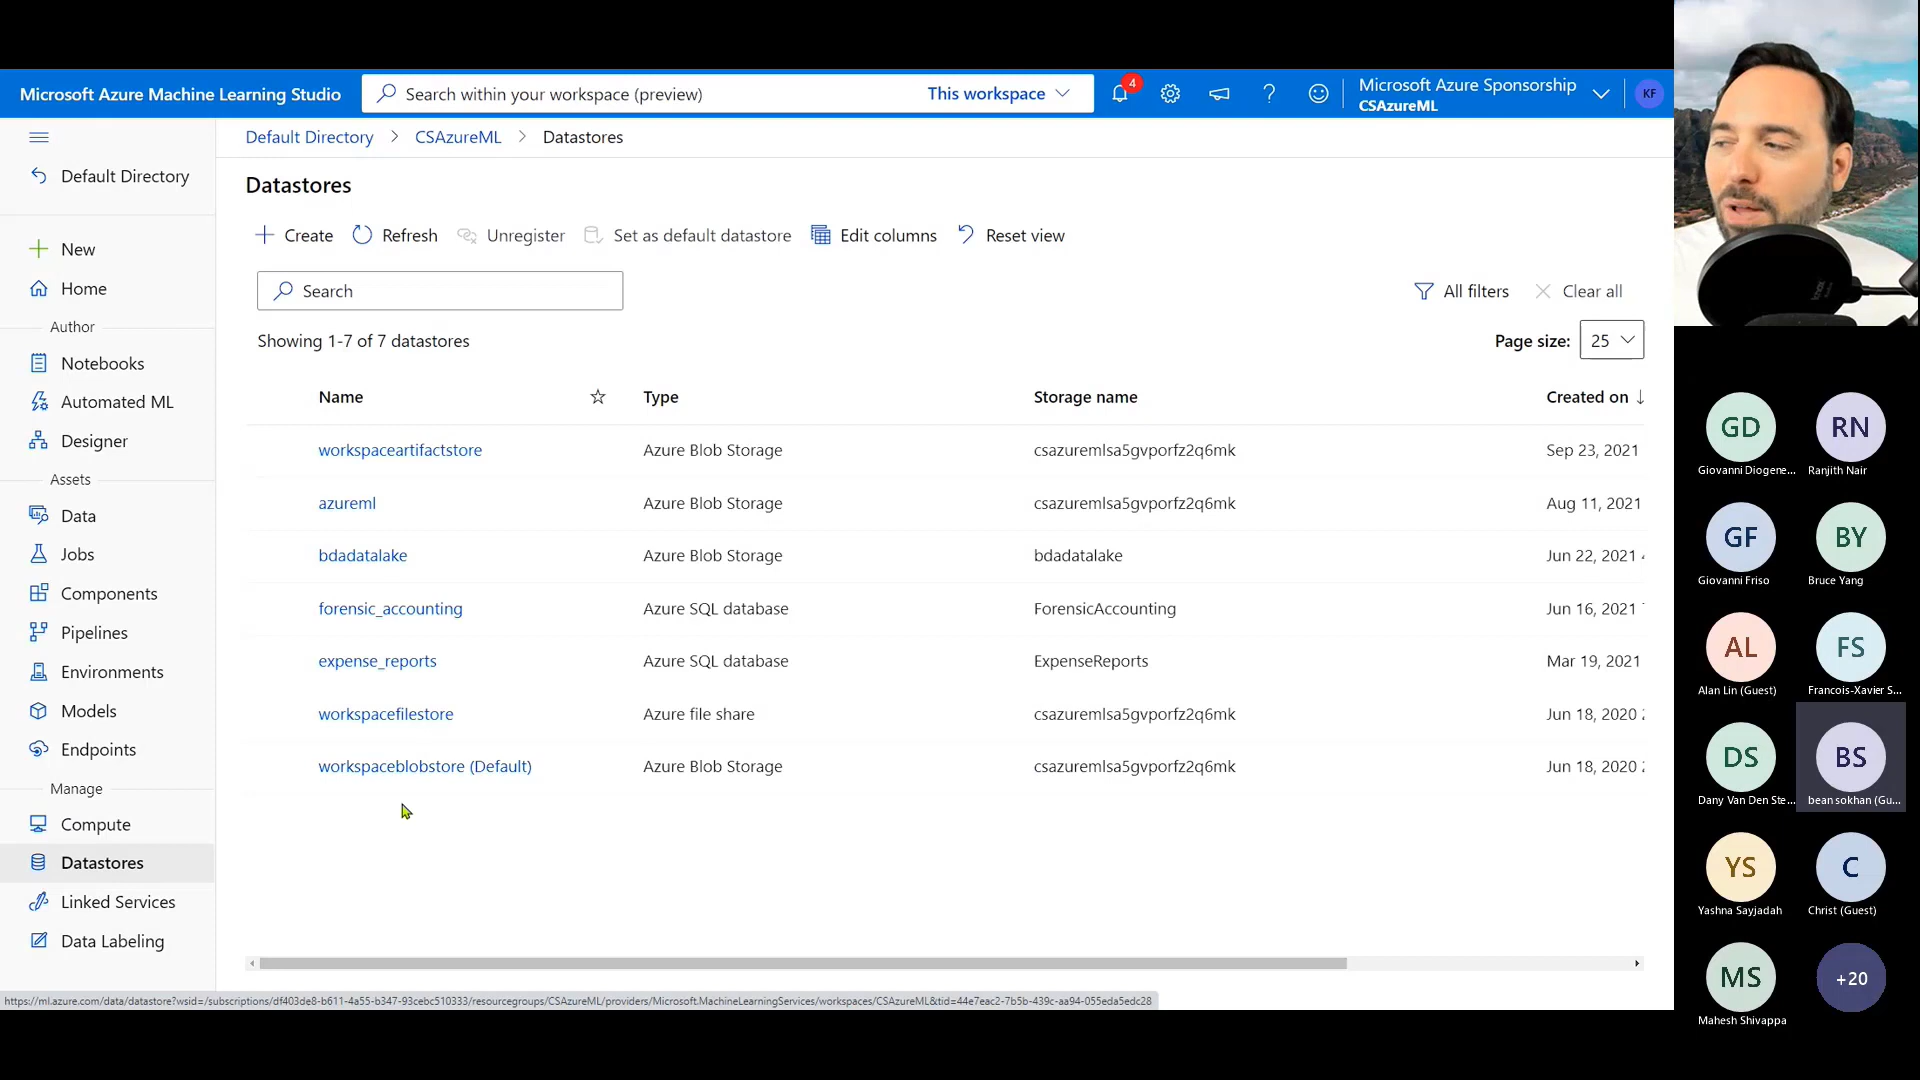 Microsoft Azure Machine Learning Studio
Search within your workspace (preview)
This workspace
4
Microsoft Azure Sponsorship
CSAzureML
KF
Default Directory > CSAzureML > Datastores
Default Directory
New
Home
Author
Notebooks
Automated ML
Designer
Assets
Data
Jobs
Components
Pipelines
Environments
Models
Endpoints
Manage
Compute
Datastores
Linked Services
Data Labeling
Datastores
Create Refresh Unregister Set as default datastore Edit columns Reset view
Search
All filters Clear all
Showing 1-7 of 7 datastores
Page size: 25
Name Type Storage name Created on
workspaceartifactstore Azure Blob Storage csazuremlsa5gvporfz2q6mk Sep 23, 2021
azureml Azure Blob Storage csazuremlsa5gvporfz2q6mk Aug 11, 2021
bdadatalake Azure Blob Storage bdadatalake Jun 22, 2021
forensic_accounting Azure SQL database ForensicAccounting Jun 16, 2021
expense_reports Azure SQL database ExpenseReports Mar 19, 2021
workspacefilestore Azure file share csazuremlsa5gvporfz2q6mk Jun 18, 2020
workspaceblobstore (Default) Azure Blob Storage csazuremlsa5gvporfz2q6mk Jun 18, 2020
https://ml.azure.com/data/datastore?wsid=/subscriptions/df403de8-b611-4a55-b347-93cebc510333/resourcegroups/CSAzureML/providers/Microsoft.MachineLearningServices/workspaces/CSAzureML&tid=44e7eac2-7b5b-439c-aa94-055eda5edc28
GD RN
Giovanni Diogene... Ranjith Nair
GF BY
Giovanni Friso Bruce Yang
AL FS
Alan Lin (Guest) Francois-Xavier S...
DS BS
Dany Van Den Ste... bean sokhan (Gu...
YS C
Yashna Sayjadah Christ (Guest)
MS +20
Mahesh Shivappa